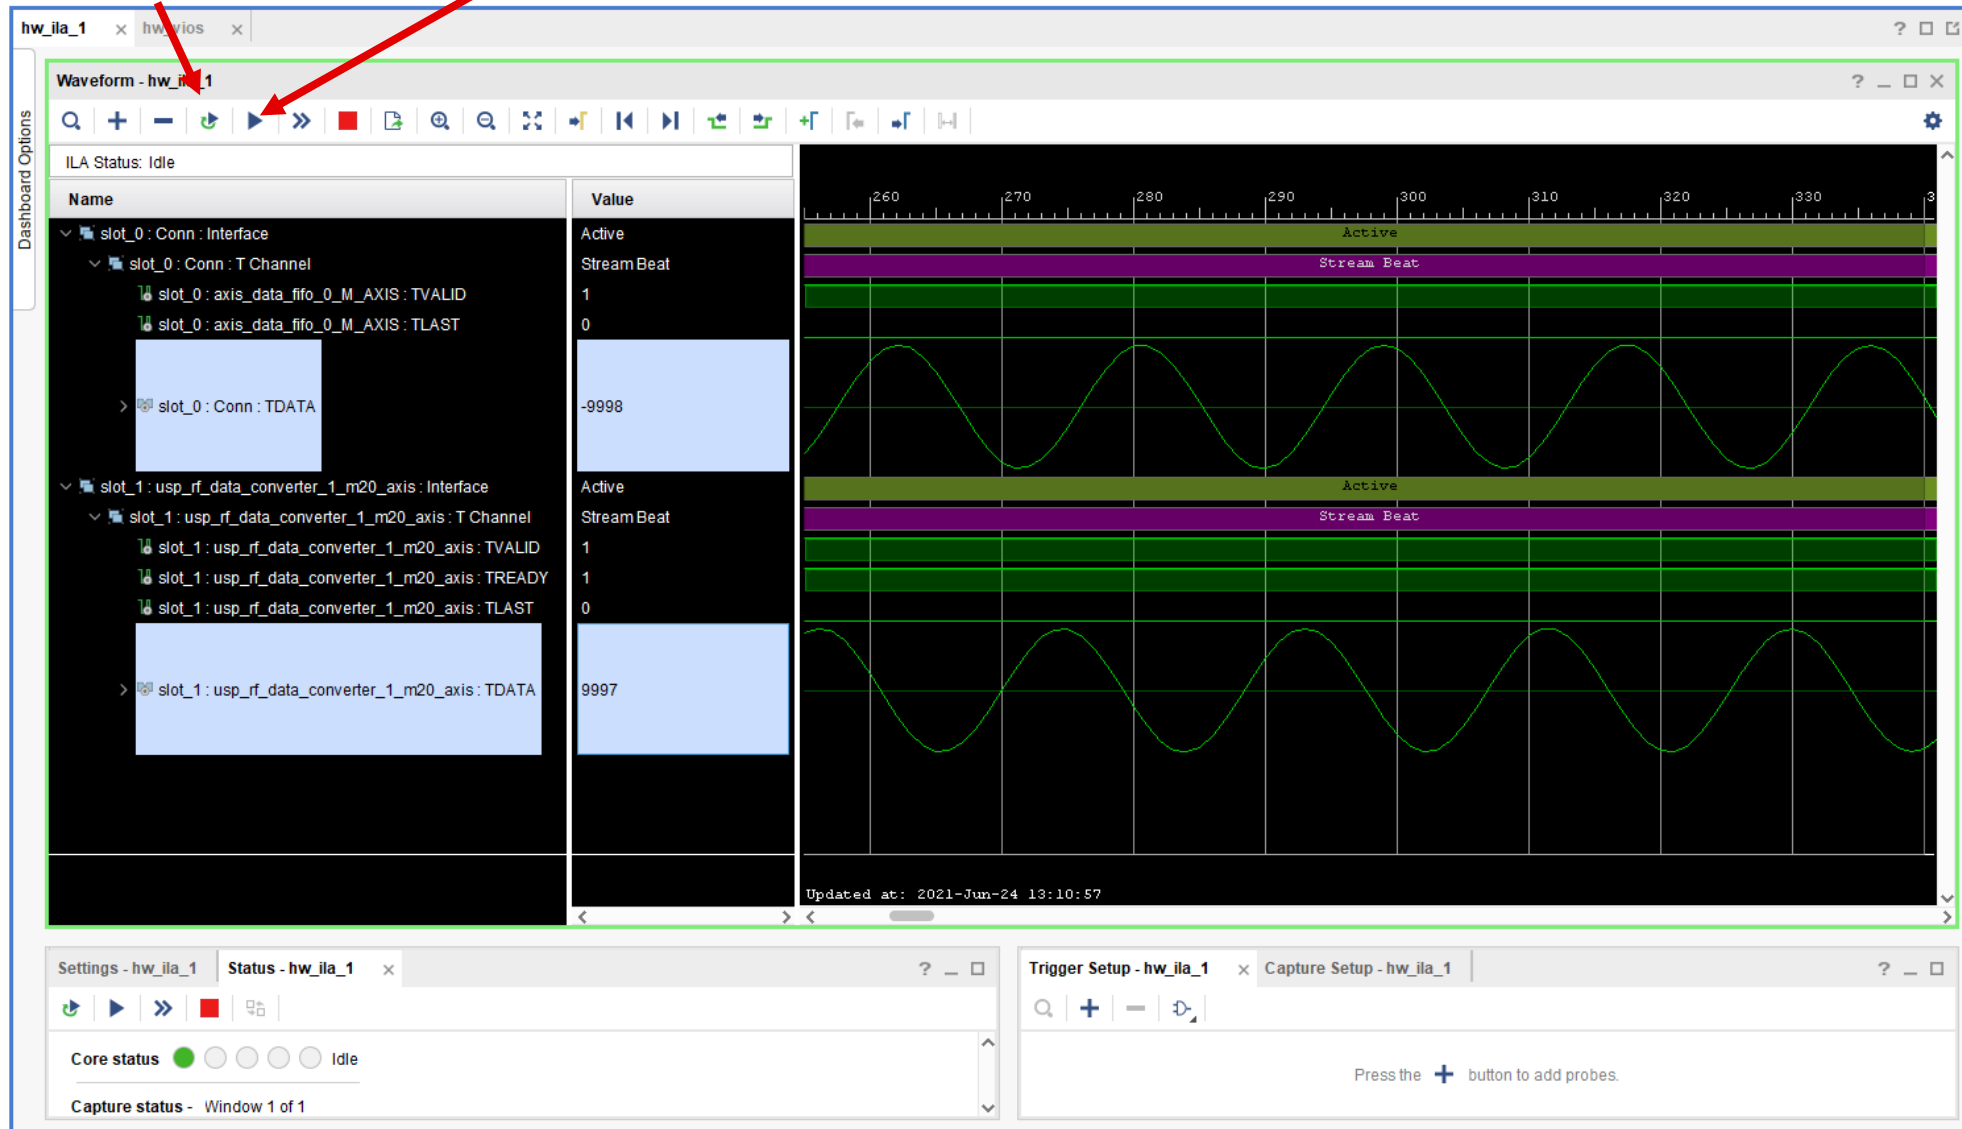 hw_ila_1 hw_vios
Dashboard Options
Waveform - hw_ila_1
ILA Status: Idle
Name Value
260 270 280 290 300 310 320 330 3
slot_0 : Conn : Interface Active Active
slot_0 : Conn : T Channel Stream Beat Stream Beat
slot_0 : axis_data_fifo_0_M_AXIS : TVALID 1
slot_0 : axis_data_fifo_0_M_AXIS : TLAST 0
slot_0 : Conn : TDATA -9998
slot_1 : usp_rf_data_converter_1_m20_axis : Interface Active Active
slot_1 : usp_rf_data_converter_1_m20_axis : T Channel Stream Beat Stream Beat
slot_1 : usp_rf_data_converter_1_m20_axis : TVALID 1
slot_1 : usp_rf_data_converter_1_m20_axis : TREADY 1
slot_1 : usp_rf_data_converter_1_m20_axis : TLAST 0
slot_1 : usp_rf_data_converter_1_m20_axis : TDATA 9997
Updated at: 2021-Jun-24 13:10:57
Settings - hw_ila_1 Status - hw_ila_1
Core status Idle
Capture status - Window 1 of 1
Trigger Setup - hw_ila_1 Capture Setup - hw_ila_1
Press the + button to add probes.